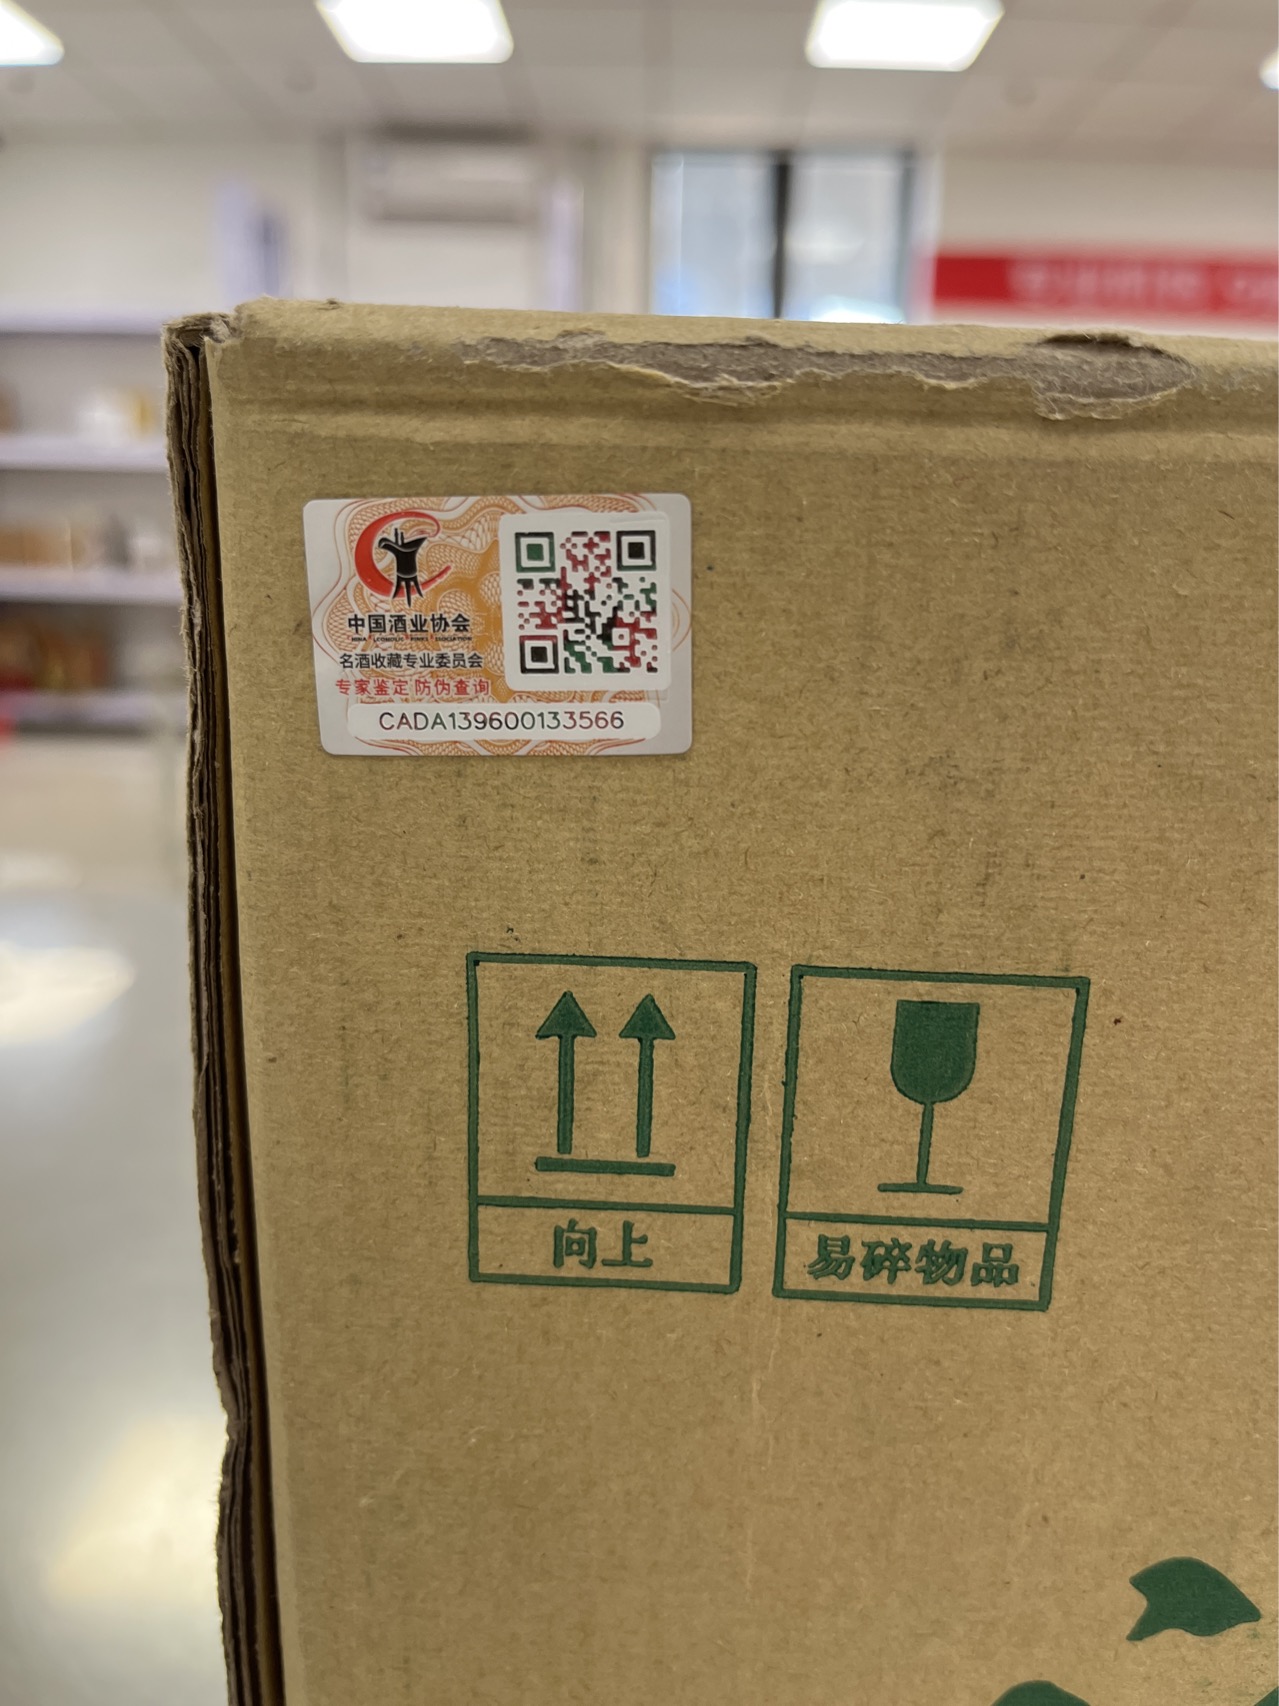 中国酒业协会
名酒收藏专业委员会
专家鉴定 防伪查询
CADA139600133566
向上
易碎物品